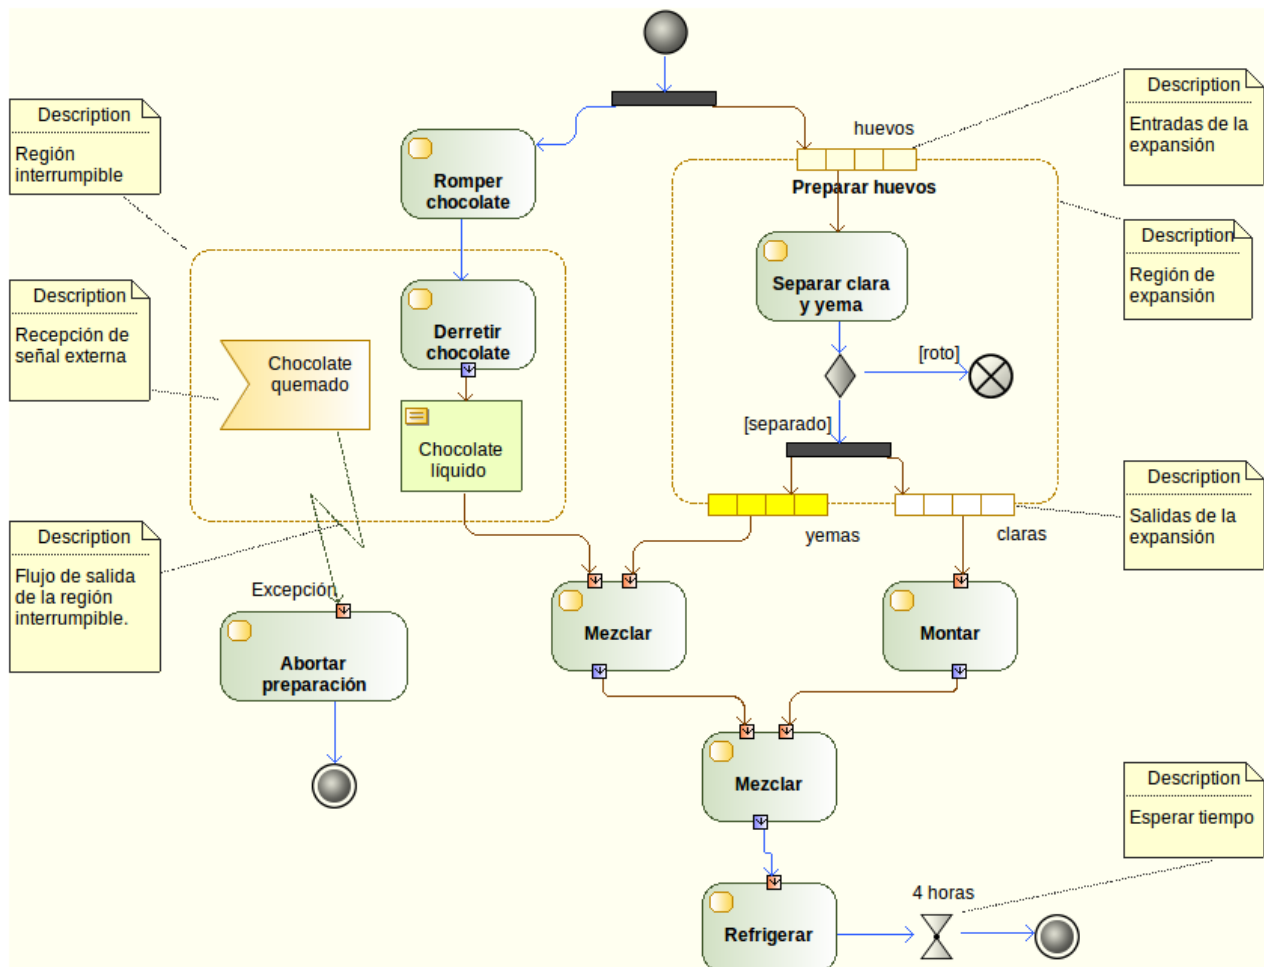 Description
Región
interrumpible
Description
Entradas de la
expansión
huevos
Preparar huevos
Romper
chocolate
Description
Región de
expansión
Separar clara
y yema
Description
Recepción de
señal externa
Derretir
chocolate
Chocolate
quemado
[roto]
[separado]
Chocolate
líquido
Description
Salidas de la
expansión
yemas
claras
Description
Flujo de salida
de la región
interrumpible.
Excepción
Abortar
preparación
Mezclar
Montar
Mezclar
Description
Esperar tiempo
Refrigerar
4 horas